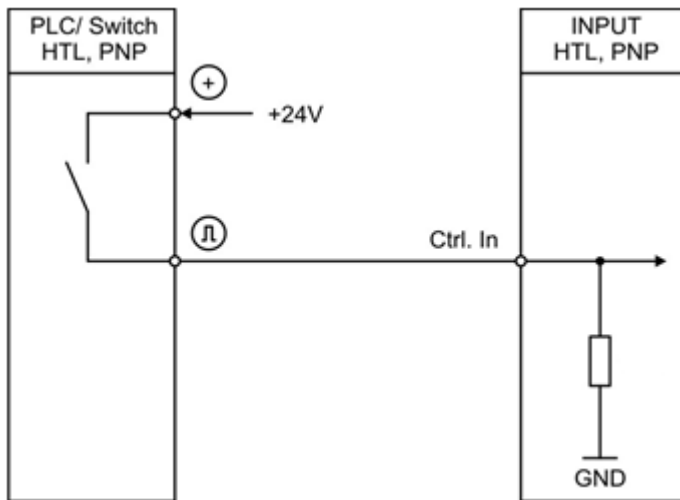 PLC/ Switch
HTL, PNP
INPUT
HTL, PNP
+
+24V
Ctrl. In
GND